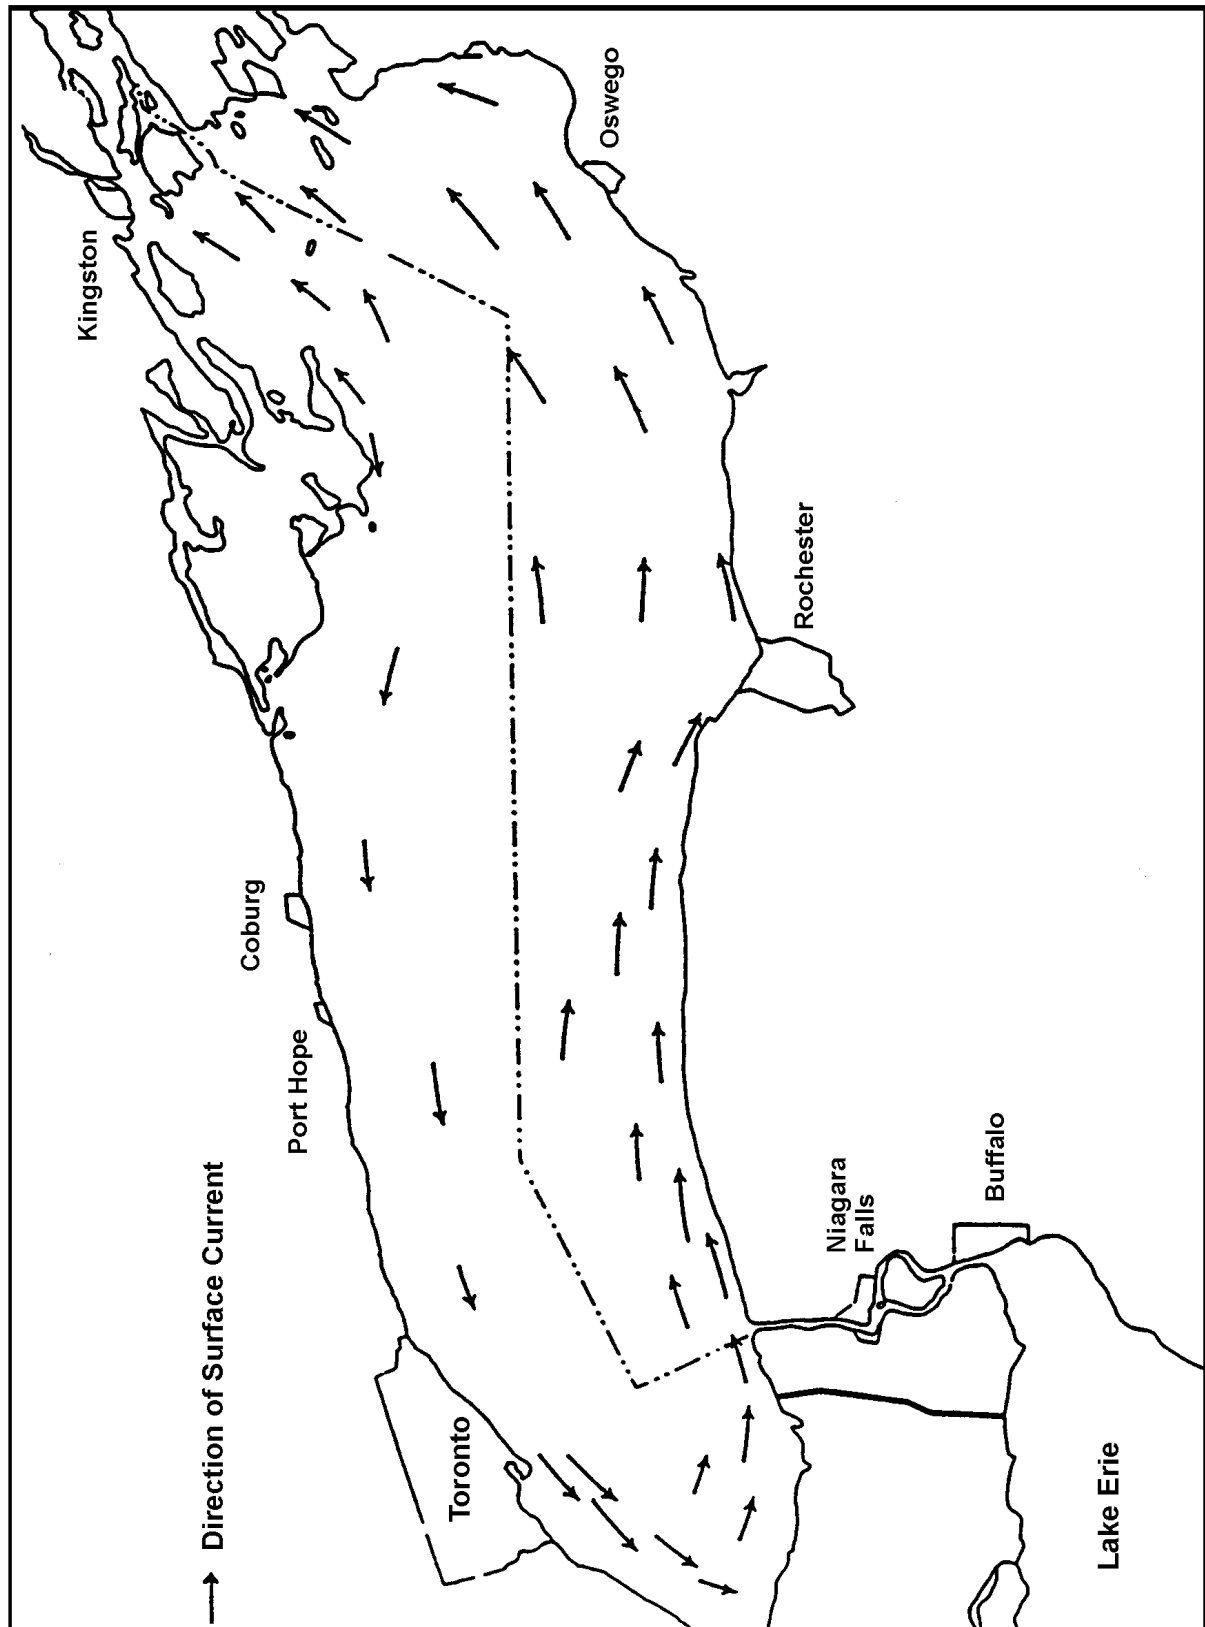 Kingston
Oswego
Coburg
Port Hope
Rochester
→ Direction of Surface Current
Toronto
Niagara
Falls
Buffalo
Lake Erie